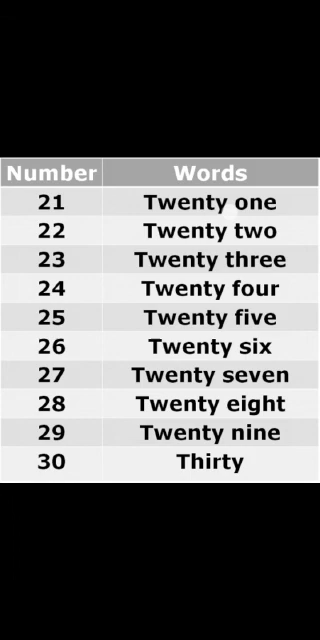 Number Words
21 Twenty one
22 Twenty two
23 Twenty three
24 Twenty four
25 Twenty five
26 Twenty six
27 Twenty seven
28 Twenty eight
29 Twenty nine
30 Thirty